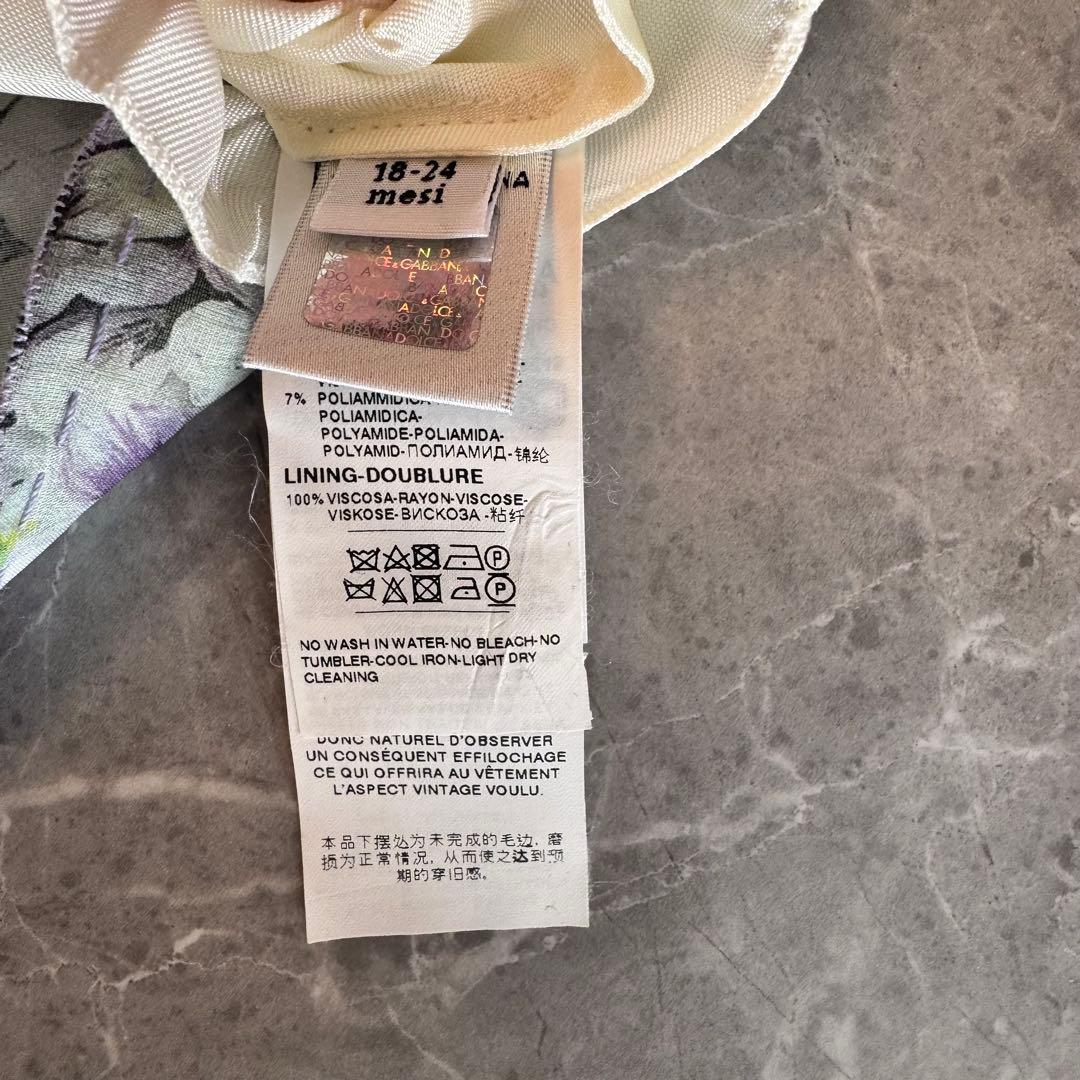 18-24
mesi
NA
7% POLIAMMIDICA
POLIAMIDICA-
POLYAMIDE-POLIAMIDA-
POLYAMID-ПОЛИАМИД-锦纶
LINING-DOUBLURE
100% VISCOSA-RAYON-VISCOSE-
VISKOSE-ВИСКОЗА-粘纤
P
P
NO WASH IN WATER-NO BLEACH-NO
TUMBLER-COOL IRON-LIGHT DRY
CLEANING
DONC NATUREL D'OBSERVER
UN CONSÉQUENT EFFILOCHAGE
CE QUI OFFRIRA AU VÊTEMENT
L'ASPECT VINTAGE VOULU.
本品下摆处为未完成的毛边，磨
损为正常情况，从而使之达到预
期的穿旧感。